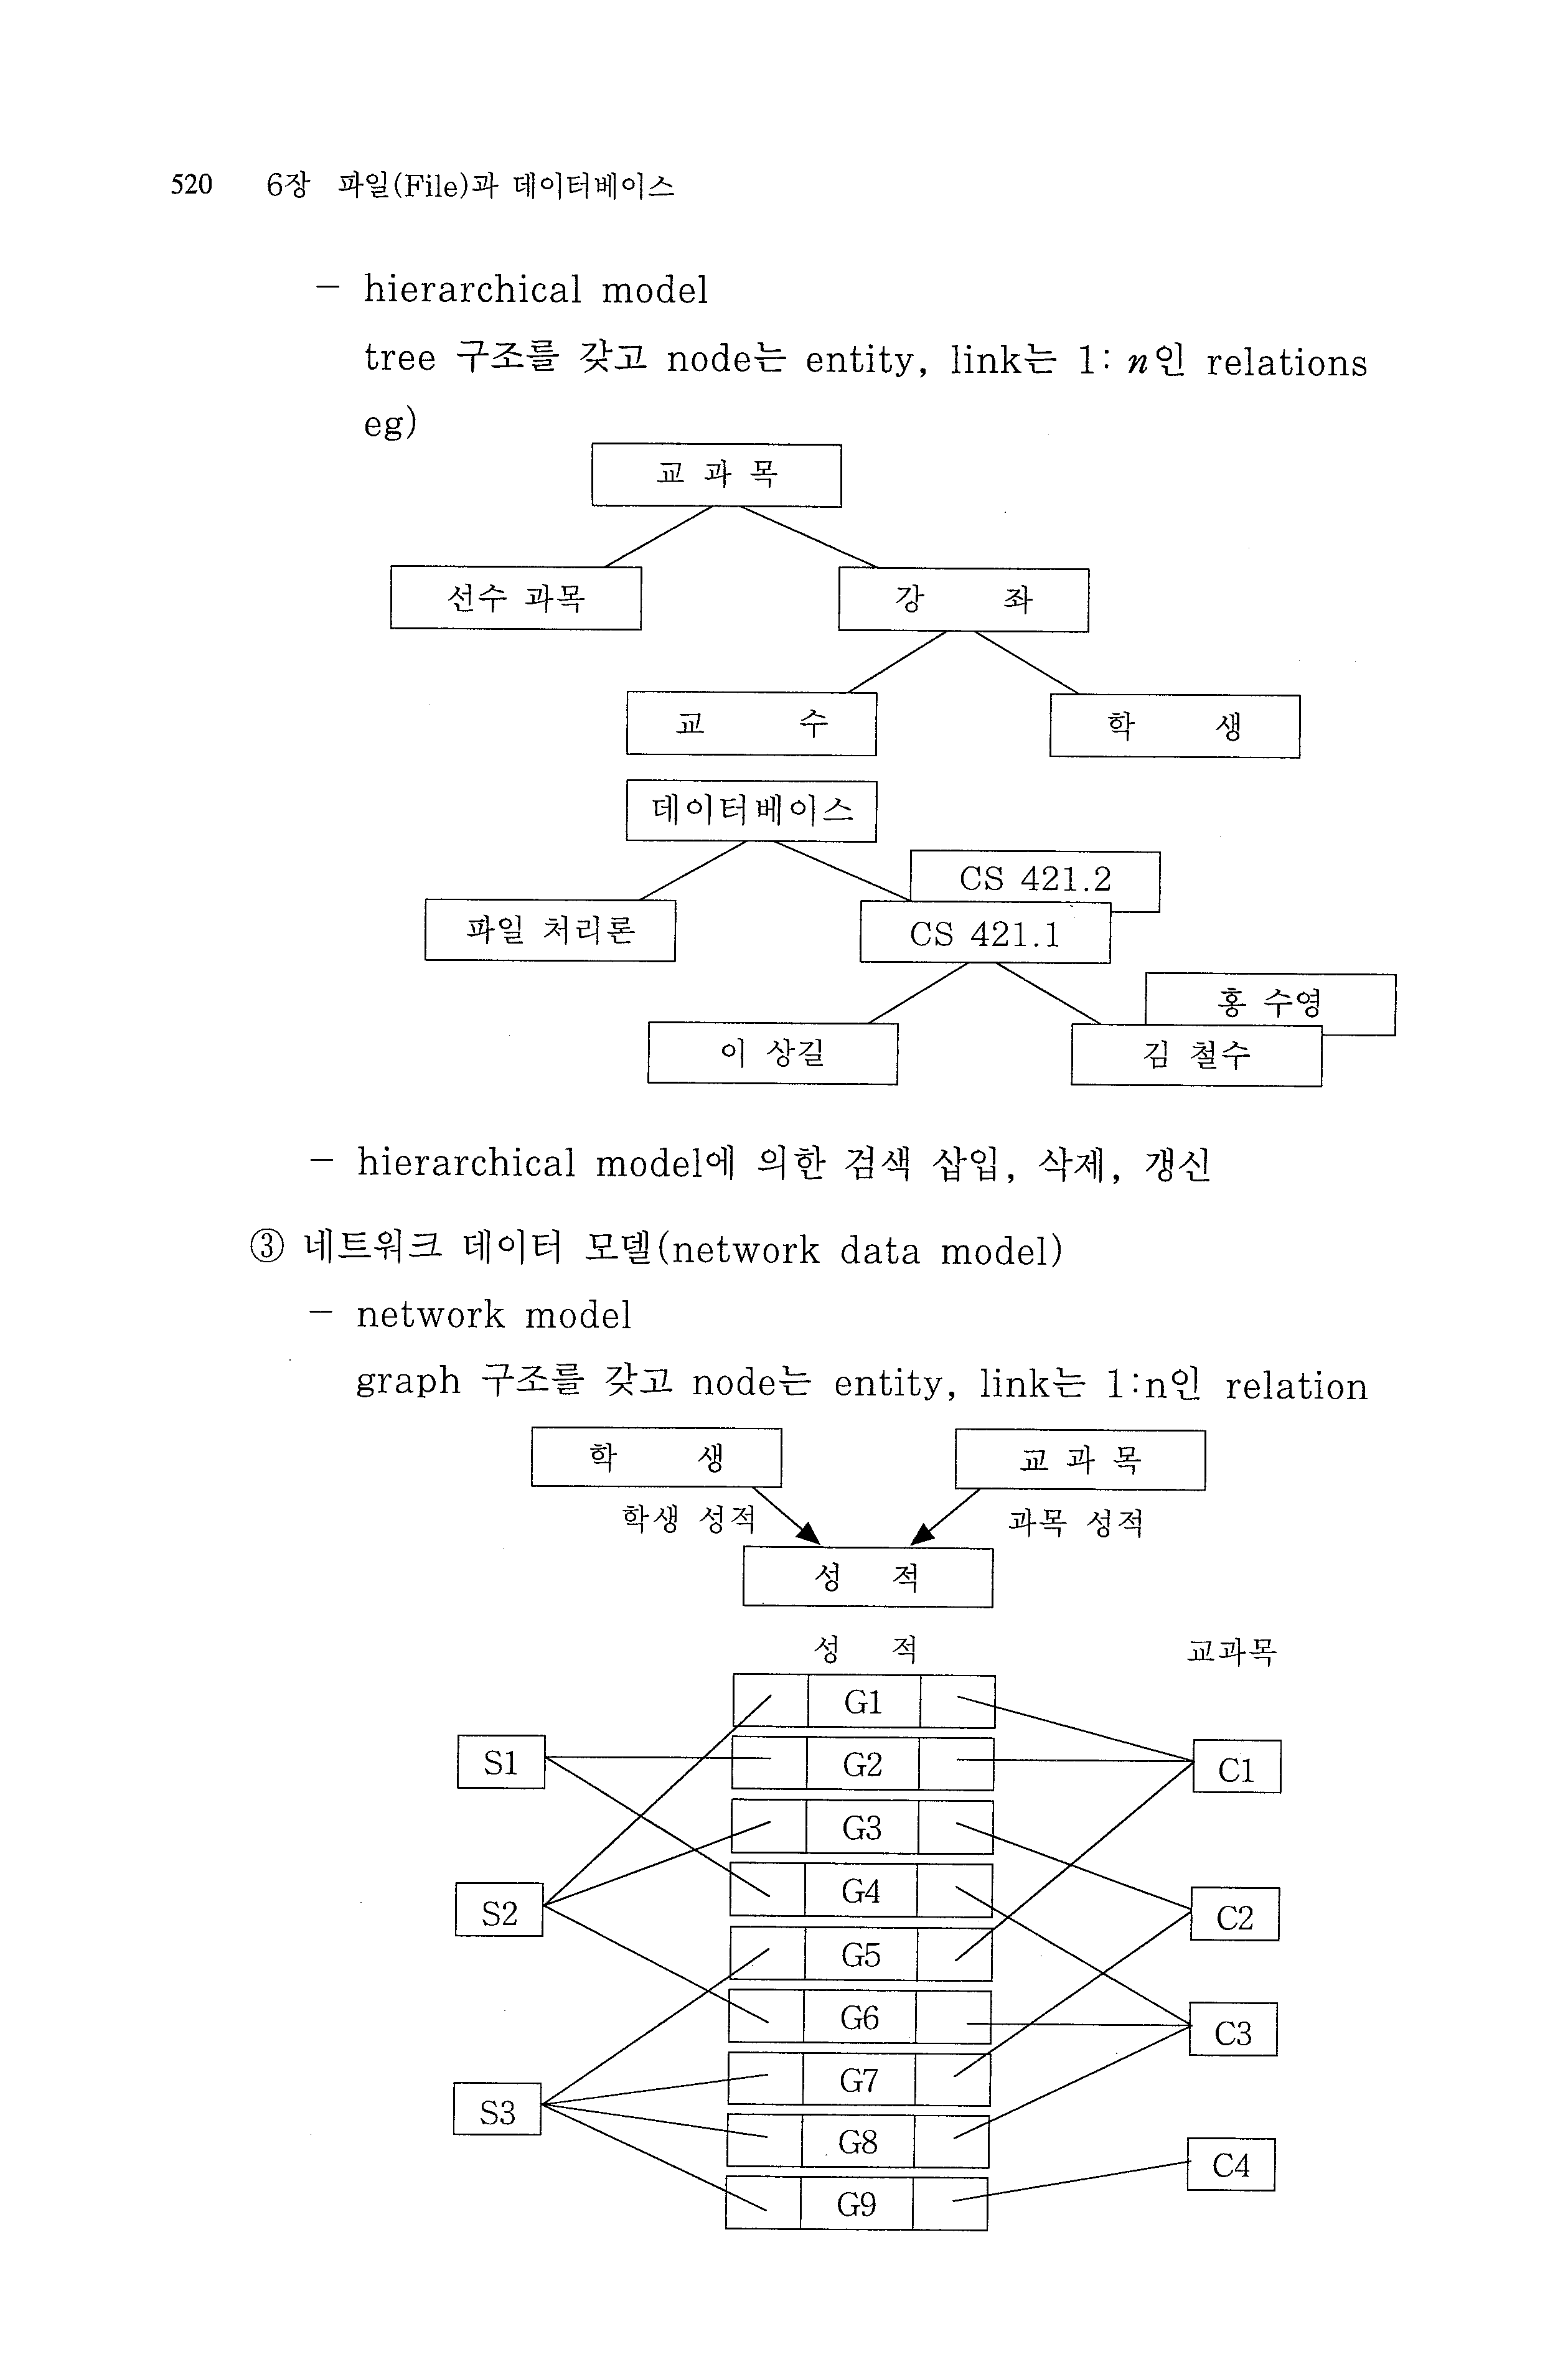 520 6장 파일(File)과 데이터베이스
- hierarchical model
tree 구조를 갖고 node는 entity, link는 1: n인 relations
eg)
교 과 목
선수 과목 강 좌
교 수 학 생
데이터베이스
CS 421.2
파일 처리론 CS 421.1
홍 수영
이 상길 김 철수
- hierarchical model에 의한 검색 삽입, 삭제, 갱신
③ 네트워크 데이터 모델(network data model)
- network model
graph 구조를 갖고 node는 entity, link는 1:n인 relation
학 생 교 과 목
학생 성적 과목 성적
성 적
성 적 교과목
G1
S1 G2 C1
G3
G4
S2 C2
G5
G6
C3
G7
S3
G8
C4
G9